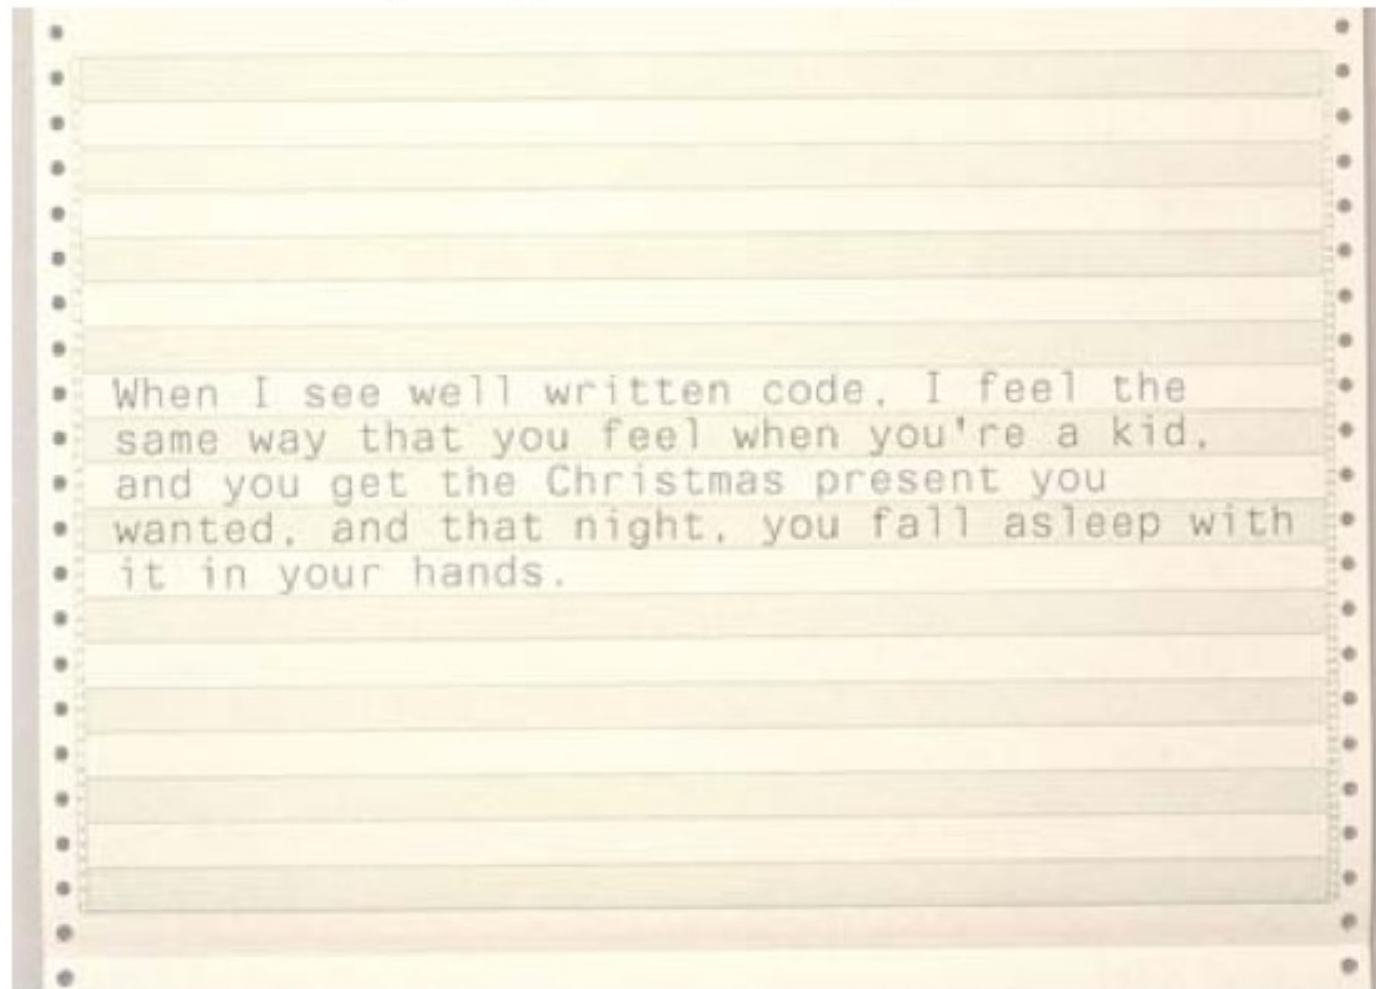 When I see well written code, I feel the
same way that you feel when you're a kid,
and you get the Christmas present you
wanted, and that night, you fall asleep with
it in your hands.